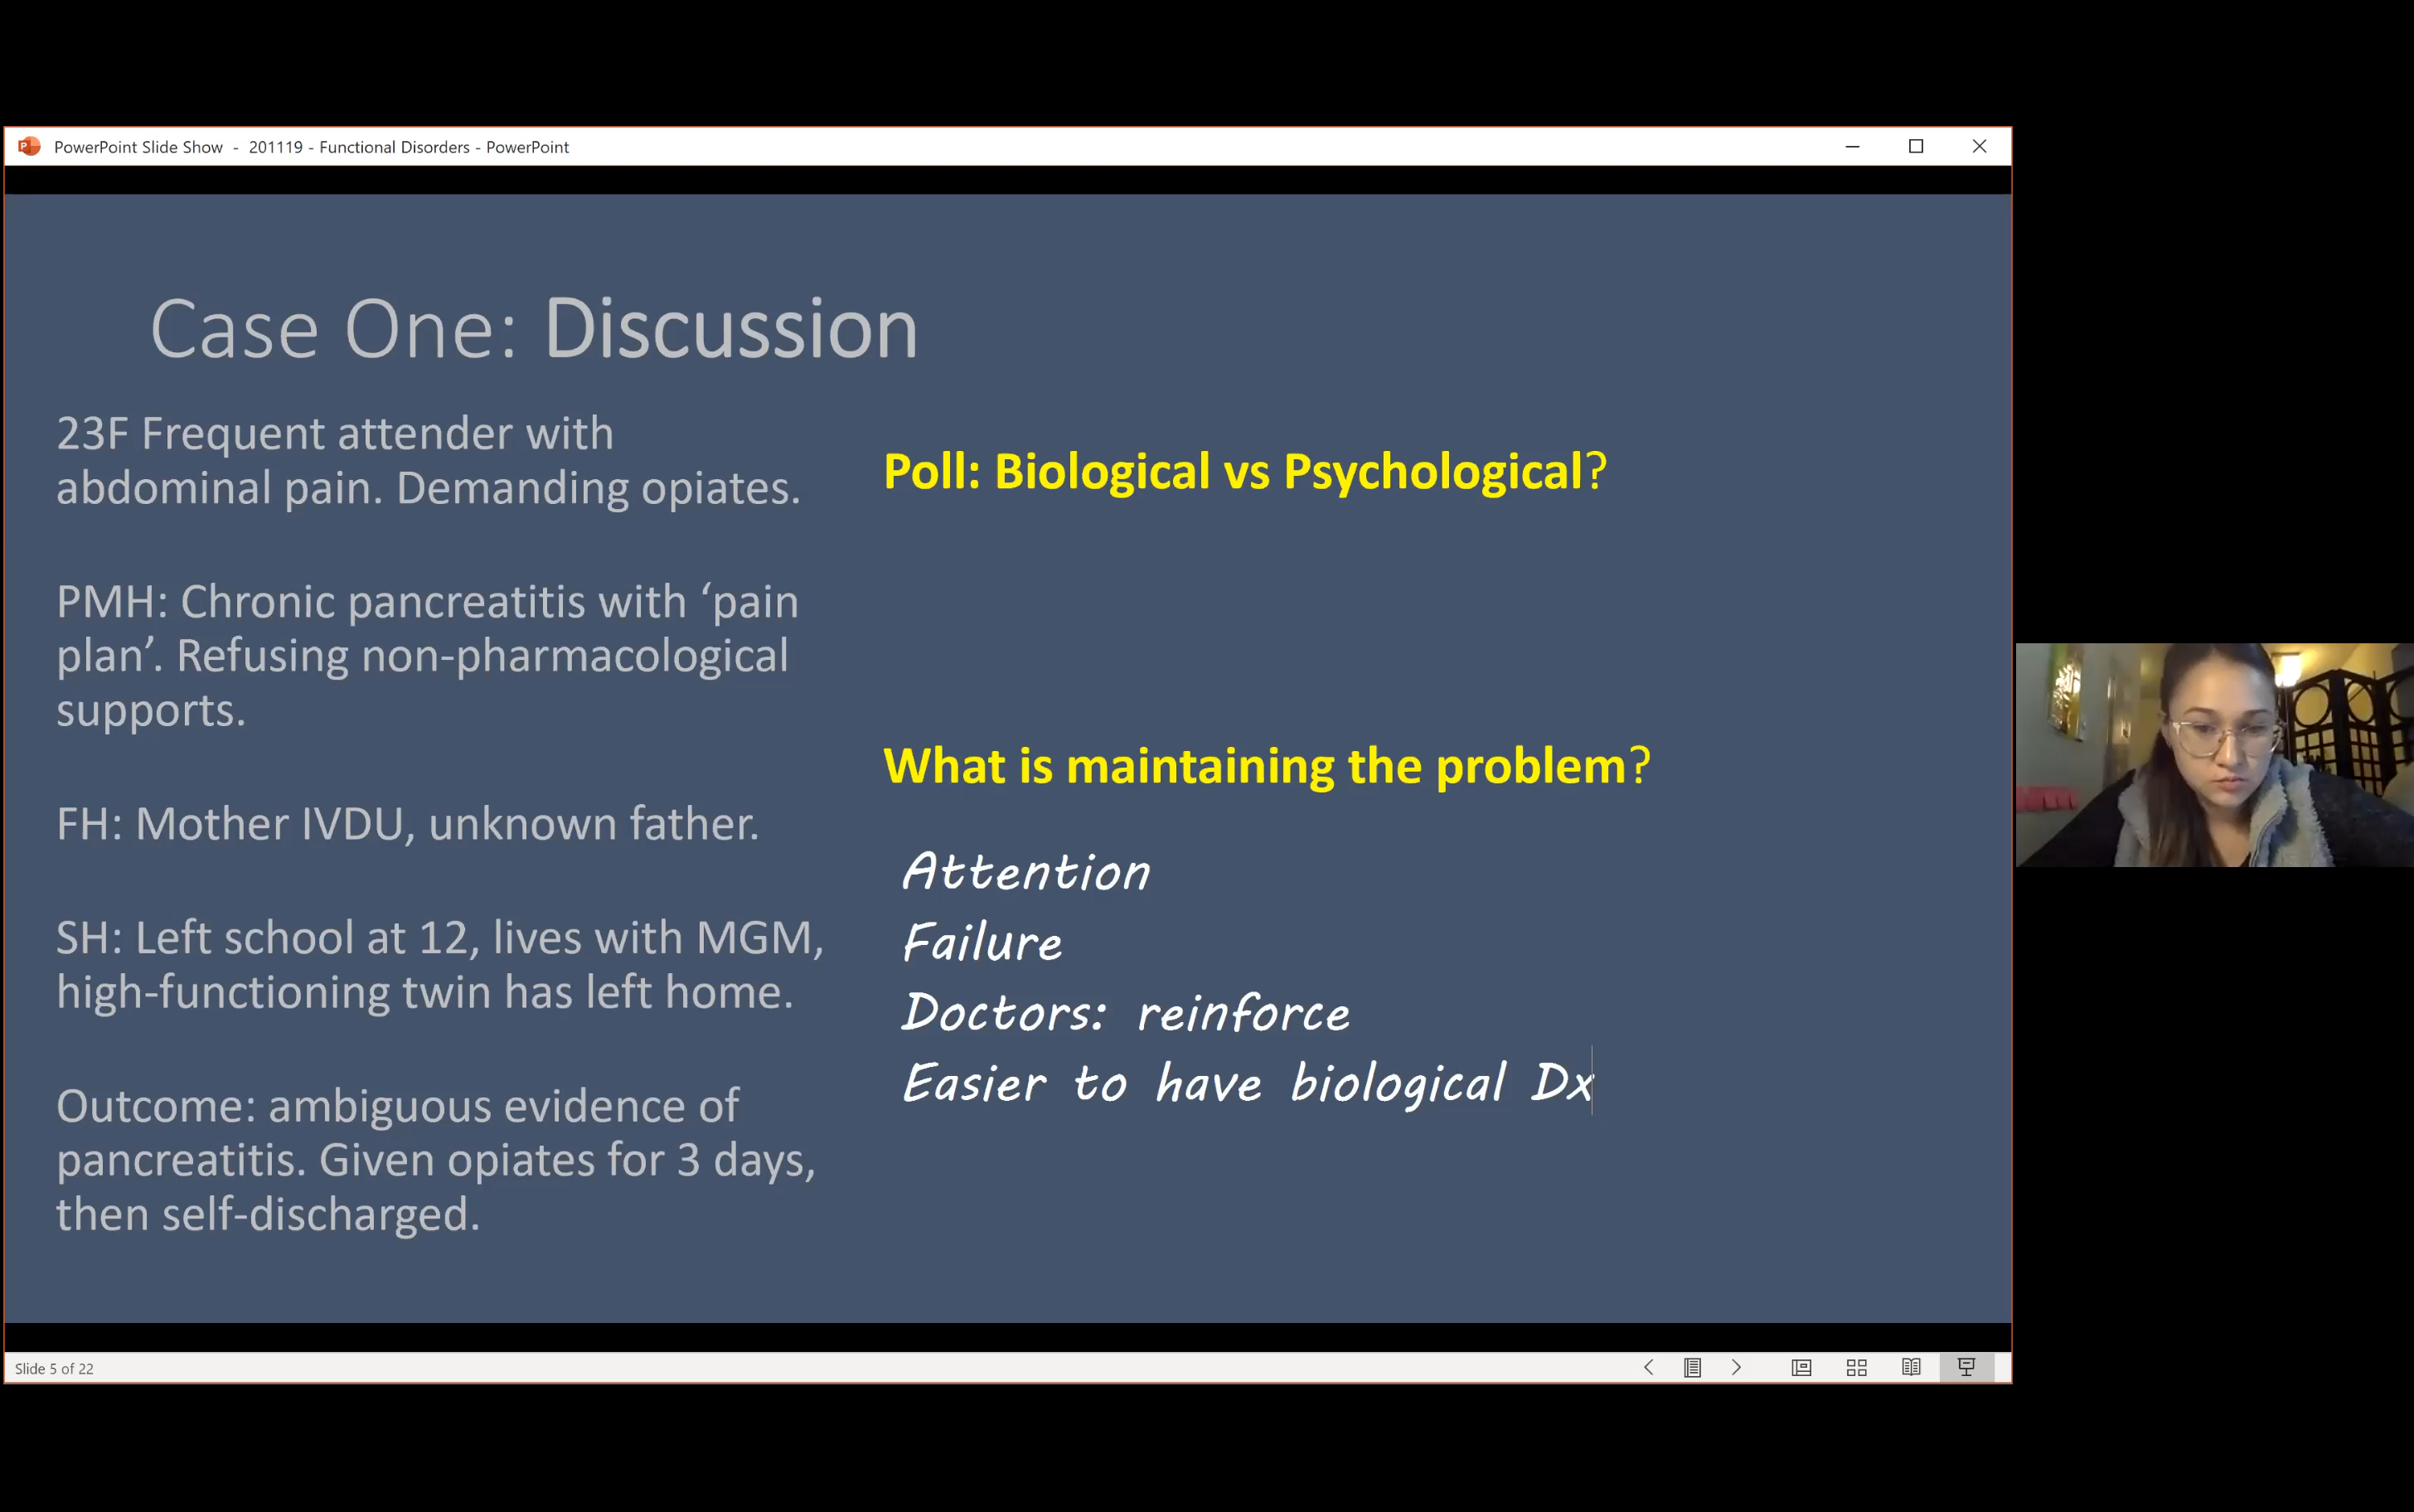 PowerPoint Slide Show - 201119 - Functional Disorders - PowerPoint
Case One: Discussion
23F Frequent attender with
abdominal pain. Demanding opiates.
PMH: Chronic pancreatitis with ‘pain
plan’. Refusing non-pharmacological
supports.
FH: Mother IVDU, unknown father.
SH: Left school at 12, lives with MGM,
high-functioning twin has left home.
Outcome: ambiguous evidence of
pancreatitis. Given opiates for 3 days,
then self-discharged.
Poll: Biological vs Psychological?
What is maintaining the problem?
Attention
Failure
Doctors: reinforce
Easier to have biological Dx
Slide 5 of 22